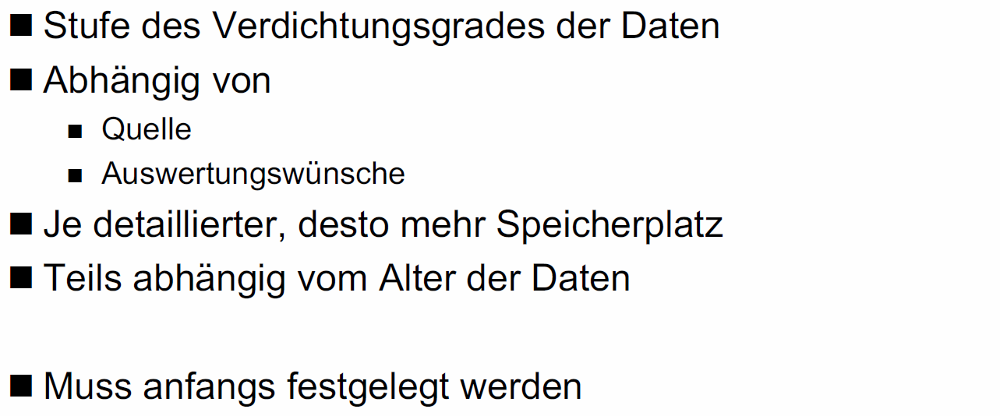 ■ Stufe des Verdichtungsgrades der Daten
■ Abhängig von
■ Quelle
■ Auswertungswünsche
■ Je detaillierter, desto mehr Speicherplatz
■ Teils abhängig vom Alter der Daten
■ Muss anfangs festgelegt werden